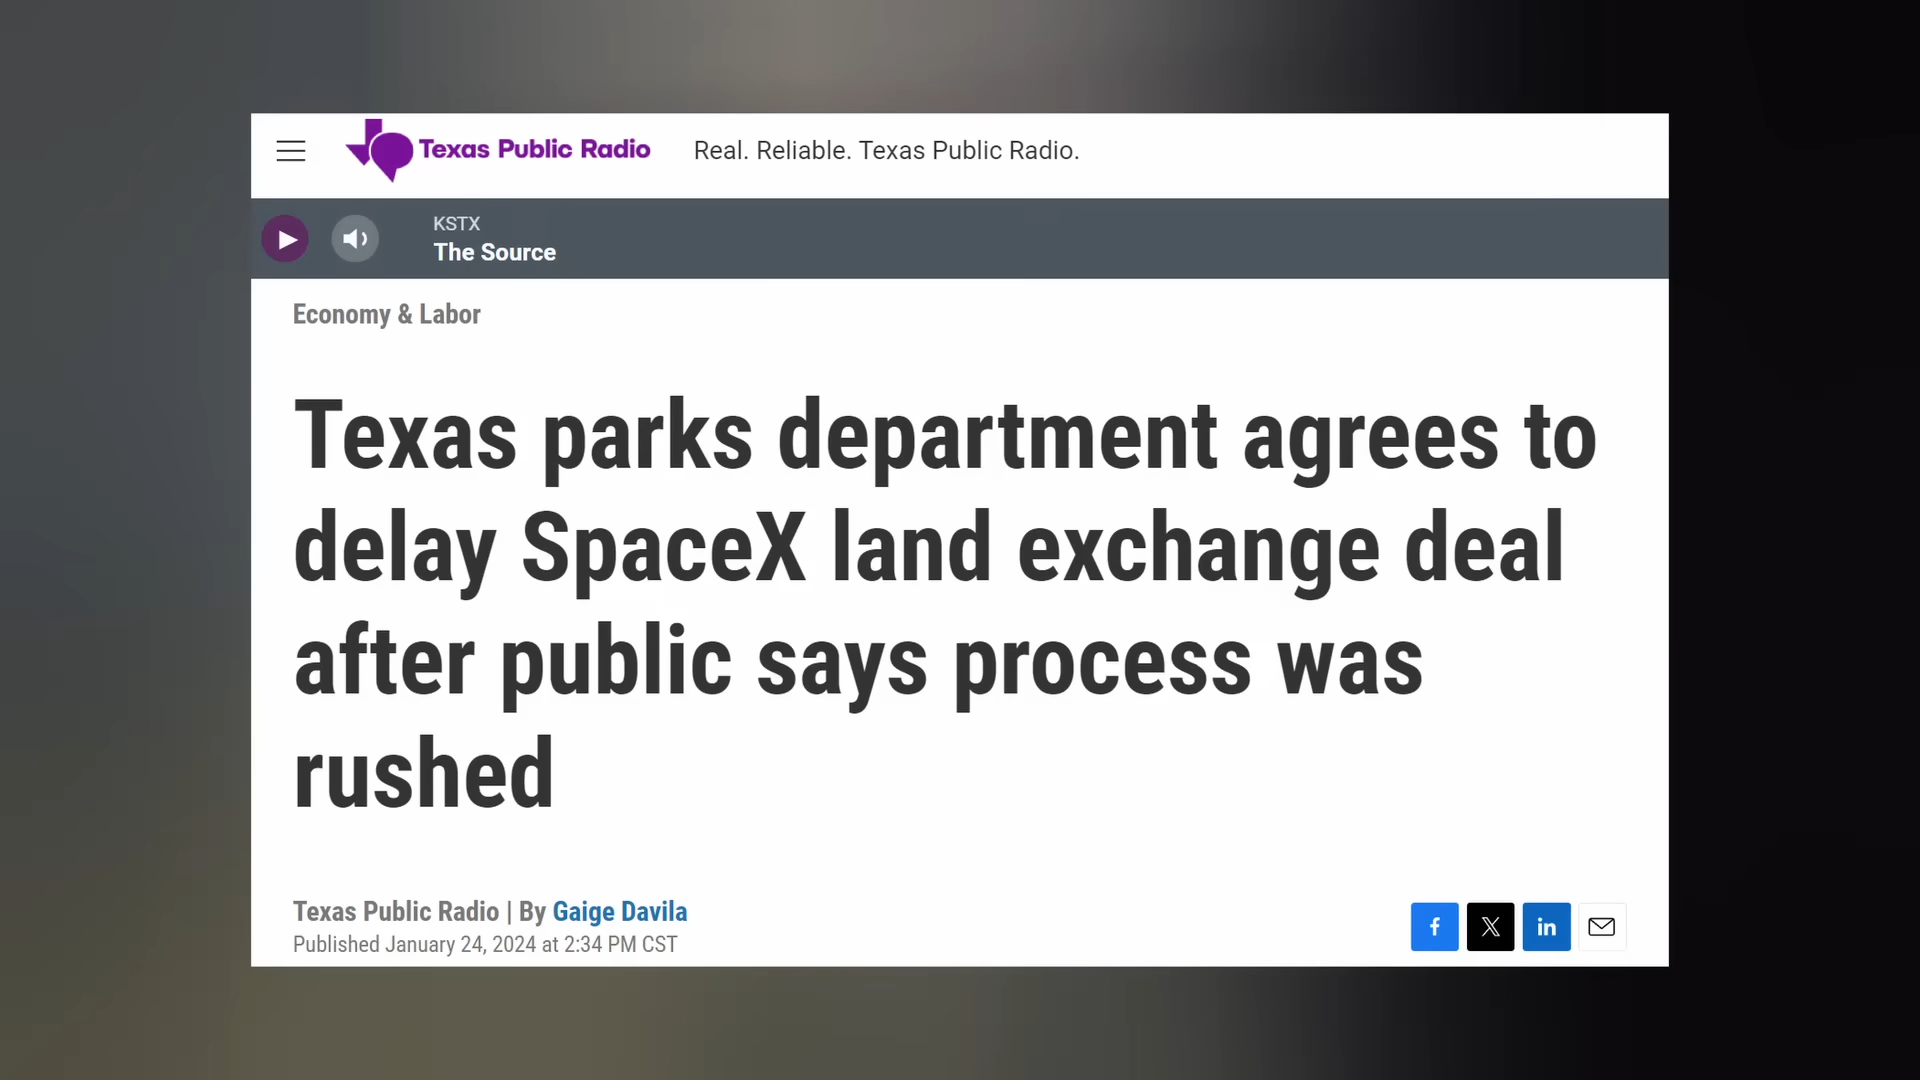 Texas Public Radio
Real. Reliable. Texas Public Radio.
KSTX
The Source
Economy & Labor
Texas parks department agrees to
delay SpaceX land exchange deal
after public says process was
rushed
Texas Public Radio | By Gaige Davila
Published January 24, 2024 at 2:34 PM CST
f
X
in